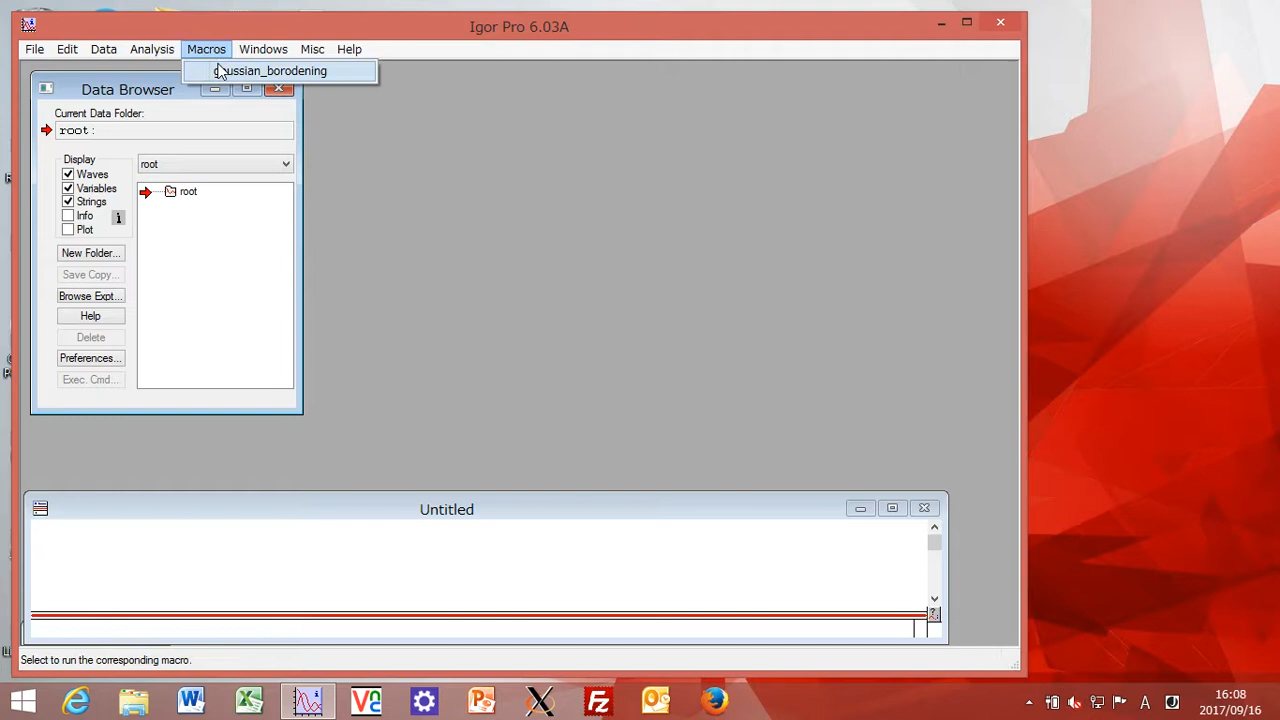 Igor Pro 6.03A
File Edit Data Analysis Macros Windows Misc Help
gaussian_borodening
Data Browser
Current Data Folder:
root:
Display
root
Waves
Variables
Strings
Info
Plot
root
New Folder...
Save Copy...
Browse Expt...
Help
Delete
Preferences...
Exec. Cmd...
Untitled
Select to run the corresponding macro.
16:08
2017/09/16